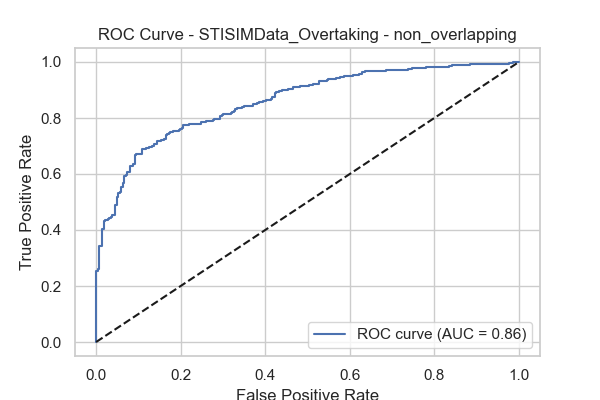 ROC Curve - STISIMData_Overtaking - non_overlapping
1.0
0.8
0.6
0.4
0.2
0.0
True Positive Rate
ROC curve (AUC = 0.86)
0.0 0.2 0.4 0.6 0.8 1.0
False Positive Rate